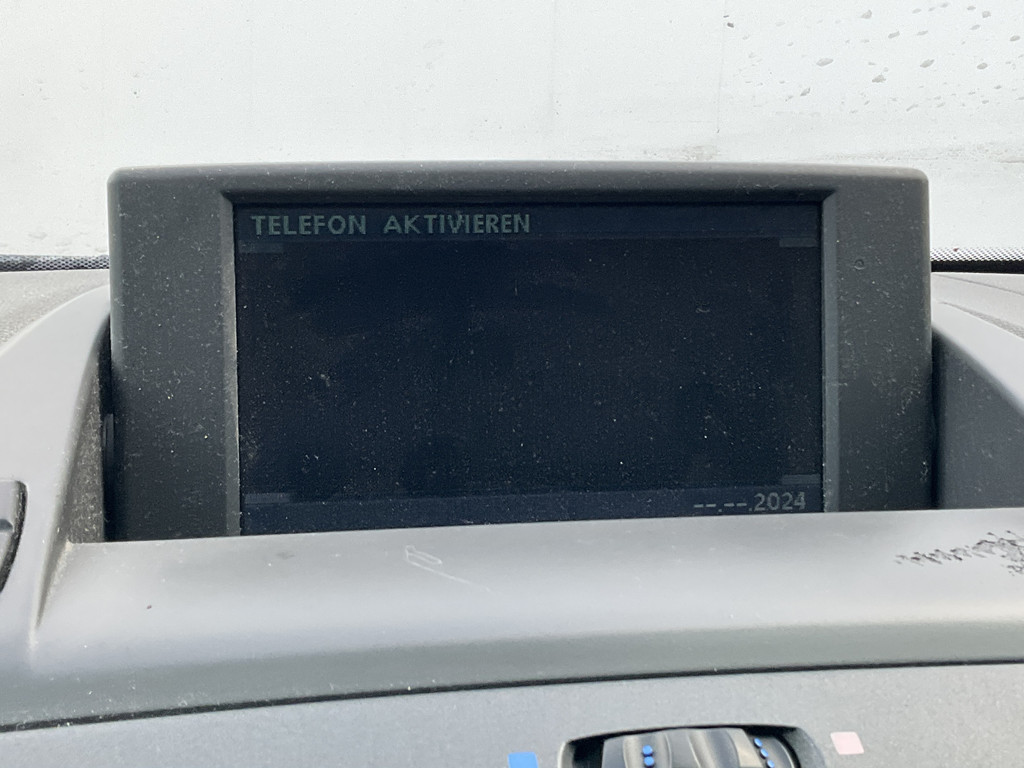 TELEFON AKTIVIEREN
--.--.2024